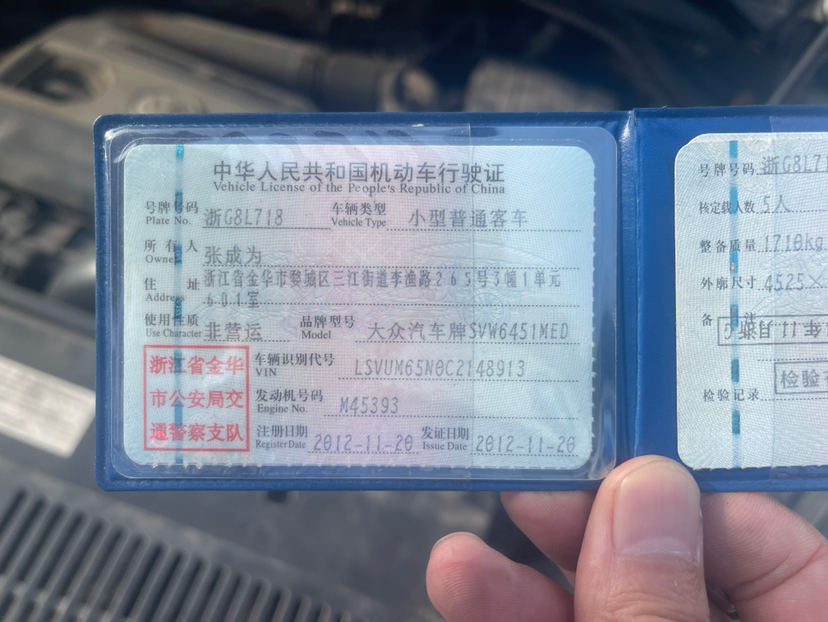 中华人民共和国机动车行驶证
Vehicle License of the People's Republic of China
号牌号码 浙G8L718 车辆类型 小型普通客车
Plate No. Vehicle Type
所有人 张成为
Owner
住址 浙江省金华市婺城区三江街道李渔路265号3幢1单元
Address 604室
使用性质 非营运 品牌型号 大众汽车牌SVW6451MED
Use Character Model
浙江省金华
市公安局交
通警察支队
车辆识别代号 LSVUM65N0C2148913
VIN
发动机号码 M45393
Engine No.
注册日期 2012-11-20 发证日期 2012-11-20
Register Date Issue Date
号牌号码 浙G8L71
核定载人数 5人
整备质量 1710kg
外廓尺寸 4525×
备注
检验记录
检验